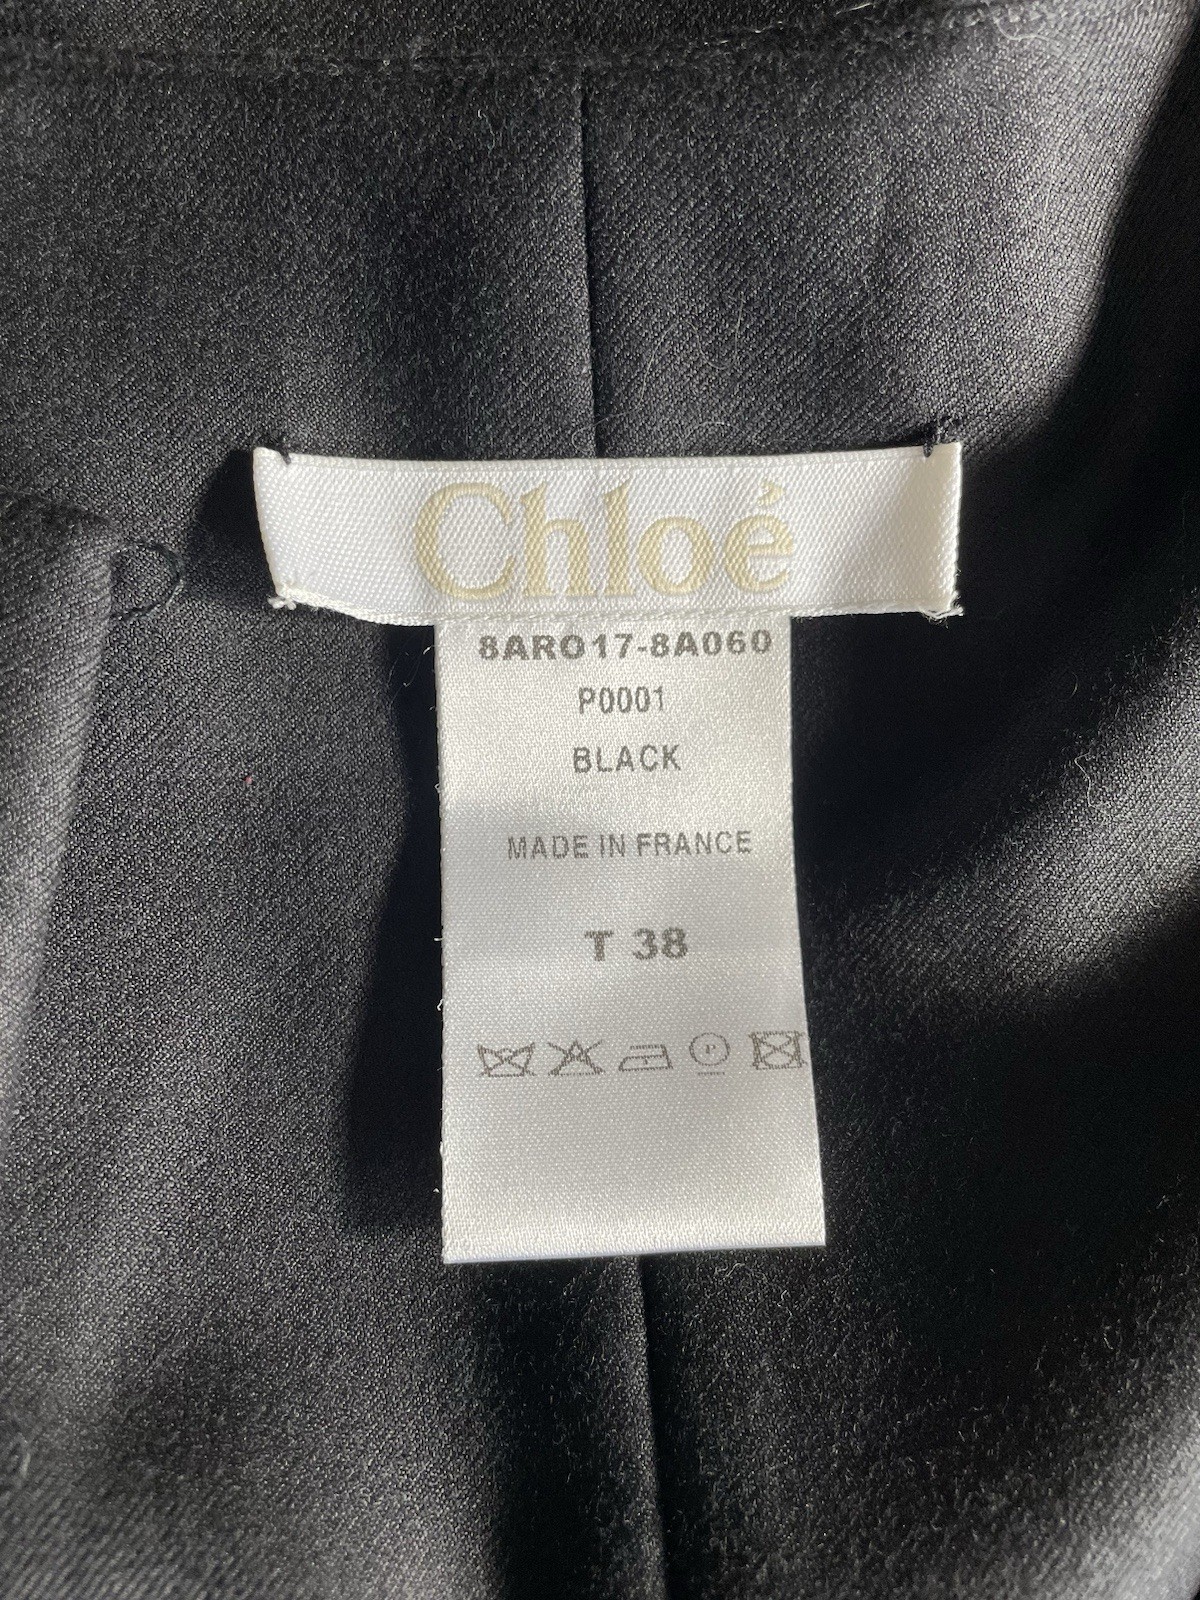 Chloé
8ARO17-8A060
P0001
BLACK
MADE IN FRANCE
T 38